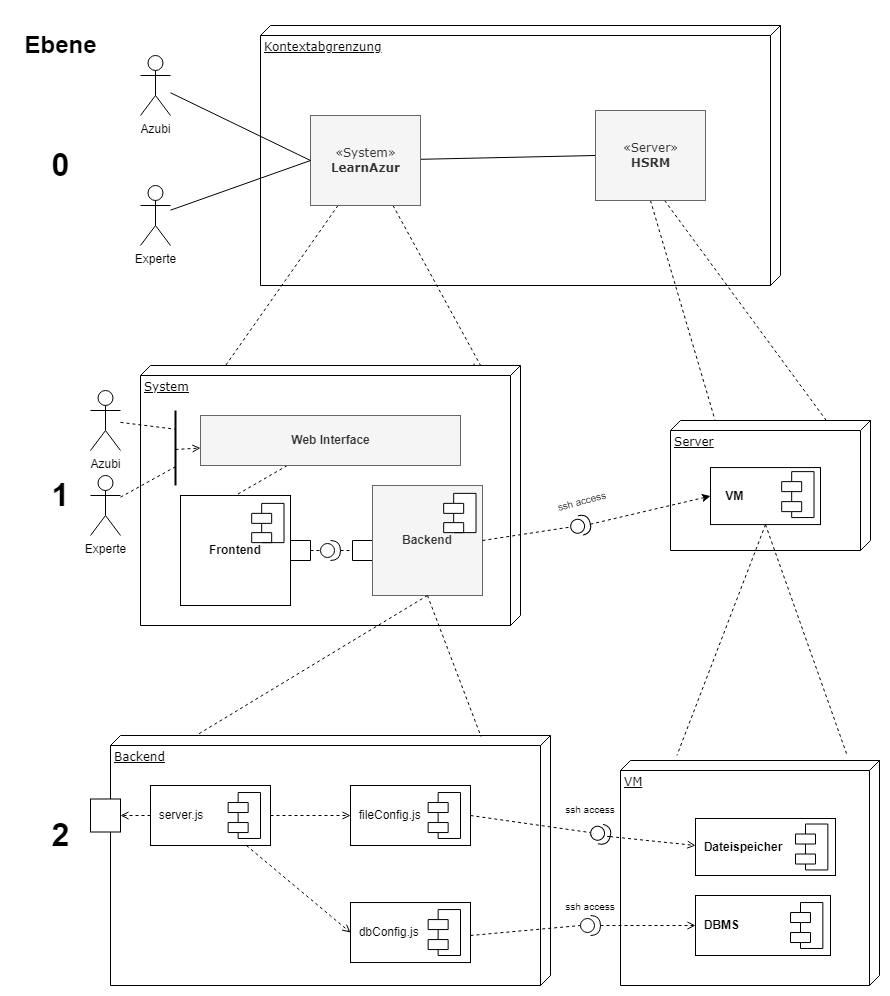 Ebene
Kontextabgrenzung
Azubi
0
«System»
LearnAzur
«Server»
HSRM
Experte
System
Azubi
Web Interface
Server
1
Experte
Frontend
Backend
ssh access
VM
Backend
VM
2
server.js
fileConfig.js
ssh access
Dateispeicher
dbConfig.js
ssh access
DBMS